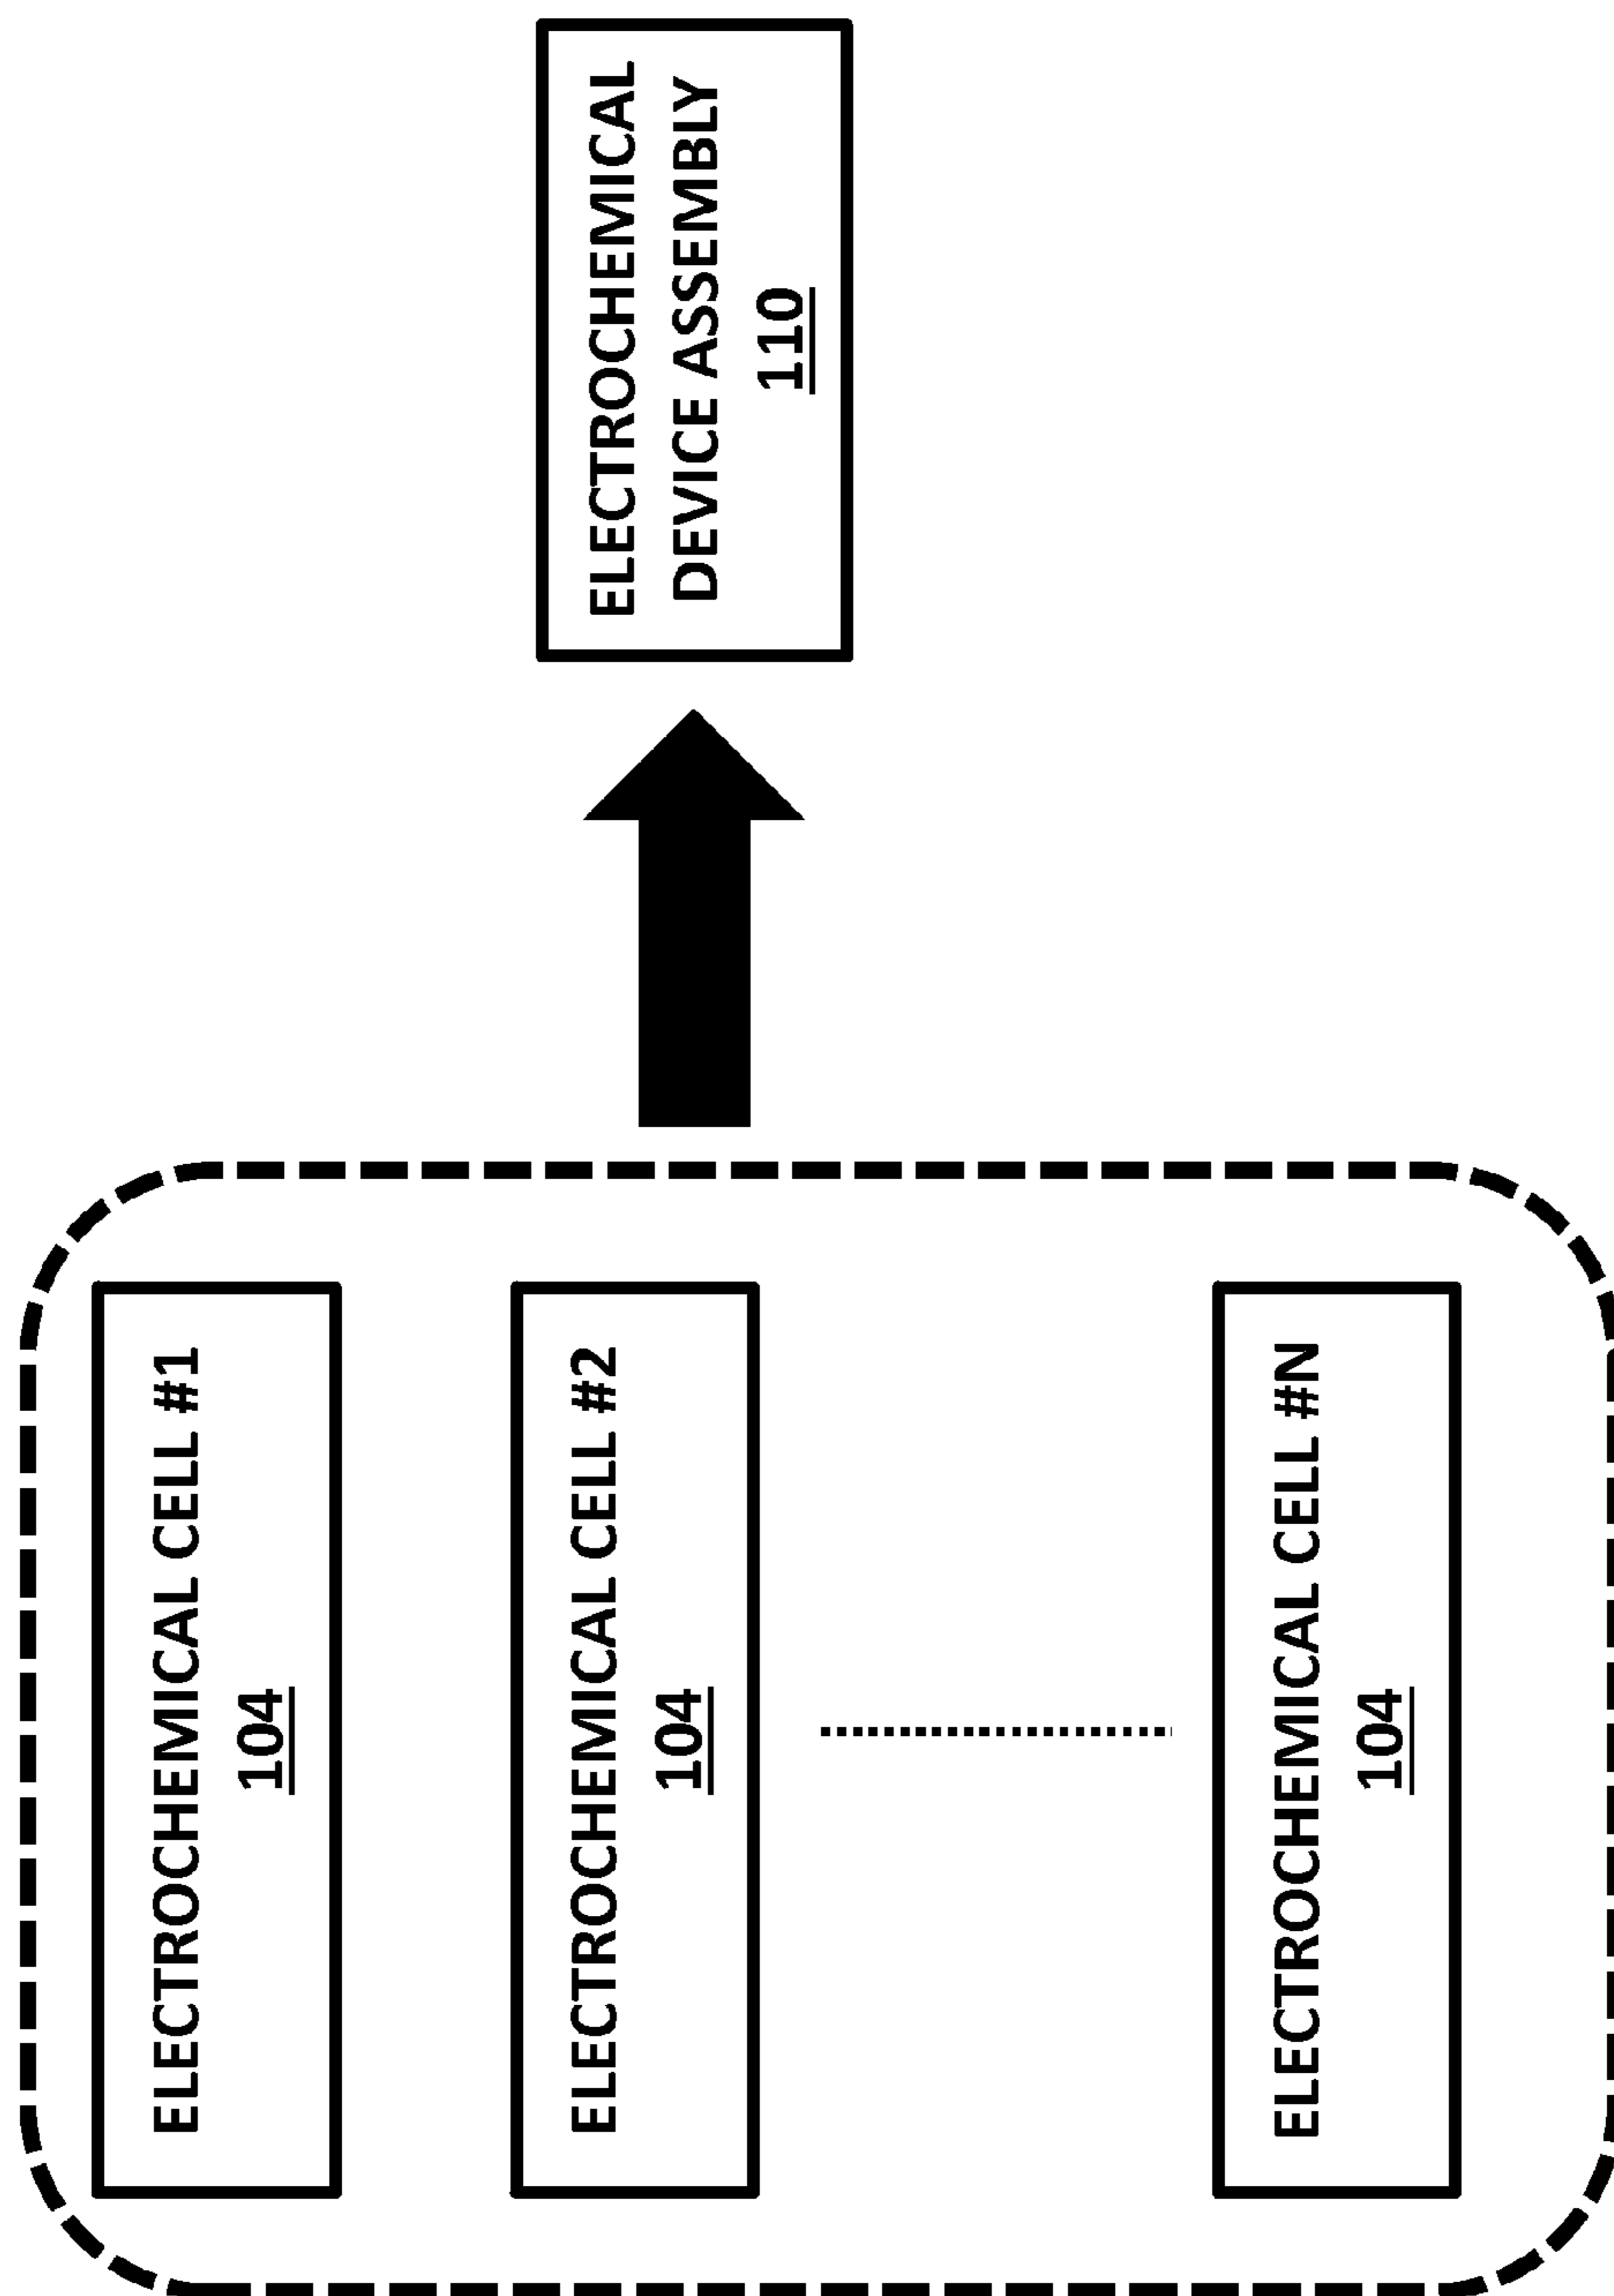 ELECTROCHEMICAL CELL #1
104
ELECTROCHEMICAL CELL #2
104
ELECTROCHEMICAL CELL #N
104
ELECTROCHEMICAL
DEVICE ASSEMBLY
110